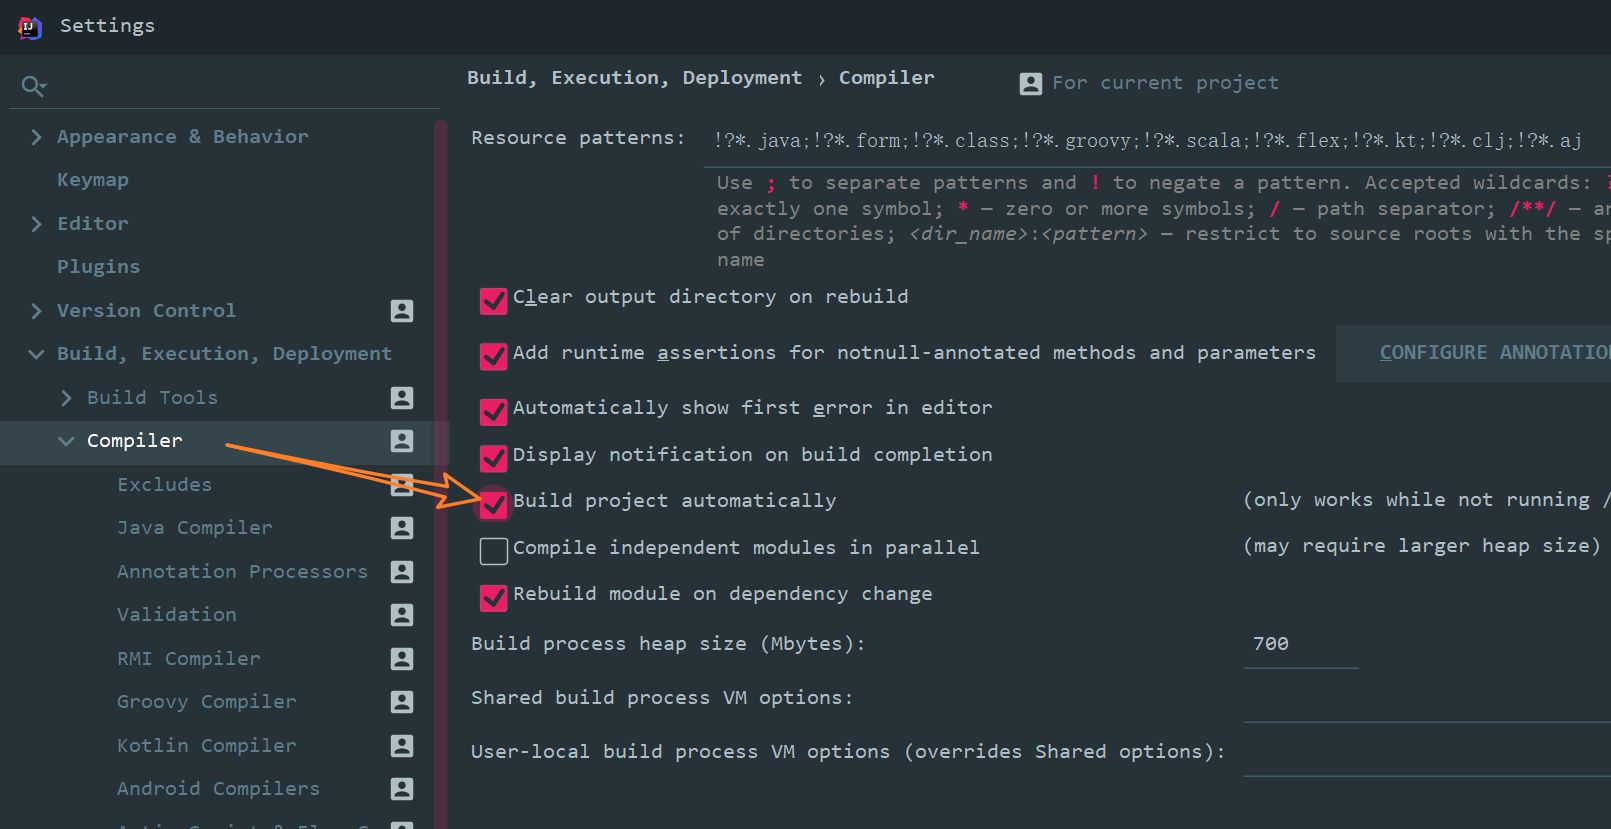 IJ
Settings
Build, Execution, Deployment › Compiler
For current project
Appearance & Behavior
Keymap
Editor
Plugins
Version Control
Build, Execution, Deployment
Build Tools
Compiler
Excludes
Java Compiler
Annotation Processors
Validation
RMI Compiler
Groovy Compiler
Kotlin Compiler
Android Compilers
Resource patterns: !?*.java;!?*.form;!?*.class;!?*.groovy;!?*.scala;!?*.flex;!?*.kt;!?*.clj;!?*.aj
Use ; to separate patterns and ! to negate a pattern. Accepted wildcards:
exactly one symbol; * — zero or more symbols; / — path separator; /**/ —
of directories; <dir_name>:<pattern> — restrict to source roots with the
name
Clear output directory on rebuild
Add runtime assertions for notnull-annotated methods and parameters
CONFIGURE
Automatically show first error in editor
Display notification on build completion
Build project automatically (only works while not running /
Compile independent modules in parallel (may require larger heap size)
Rebuild module on dependency change
Build process heap size (Mbytes): 700
Shared build process VM options:
User-local build process VM options (overrides Shared options):